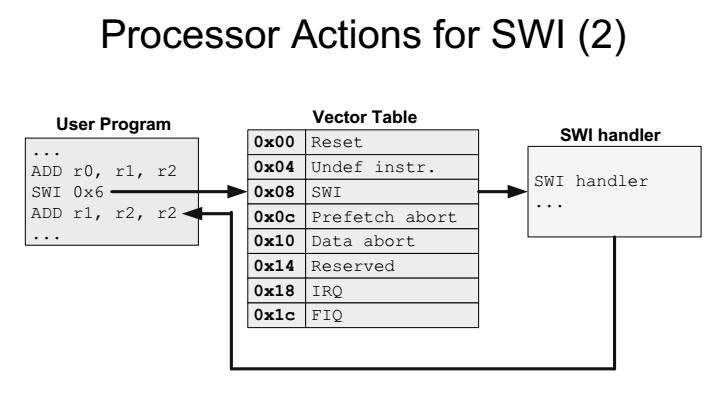 Processor Actions for SWI (2)
User Program
...
ADD r0, r1, r2
SWI 0x6
ADD r1, r2, r2
...
Vector Table
0x00 Reset
0x04 Undef instr.
0x08 SWI
0x0c Prefetch abort
0x10 Data abort
0x14 Reserved
0x18 IRQ
0x1c FIQ
SWI handler
SWI handler
...